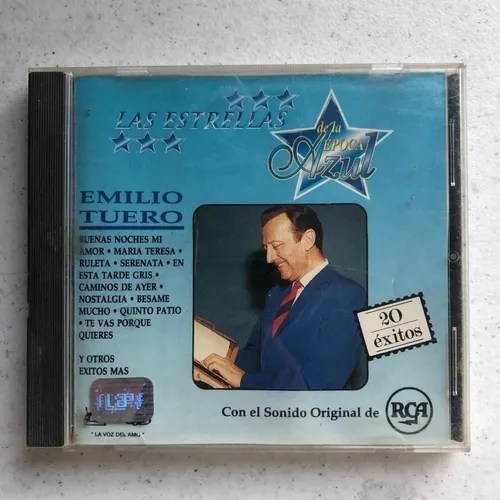 LAS ESTRELLAS
de la
EPOCA
Azul
EMILIO
TUERO
BUENAS NOCHES MI
AMOR • MARIA TERESA •
RULETA • SERENATA • EN
ESTA TARDE GRIS •
CAMINOS DE AYER •
NOSTALGIA • BESAME
MUCHO • QUINTO PATIO
• TE VAS PORQUE
QUIERES
Y OTROS
EXITOS MAS
20
éxitos
Con el Sonido Original de
RCA
" LA VOZ DEL AMO "